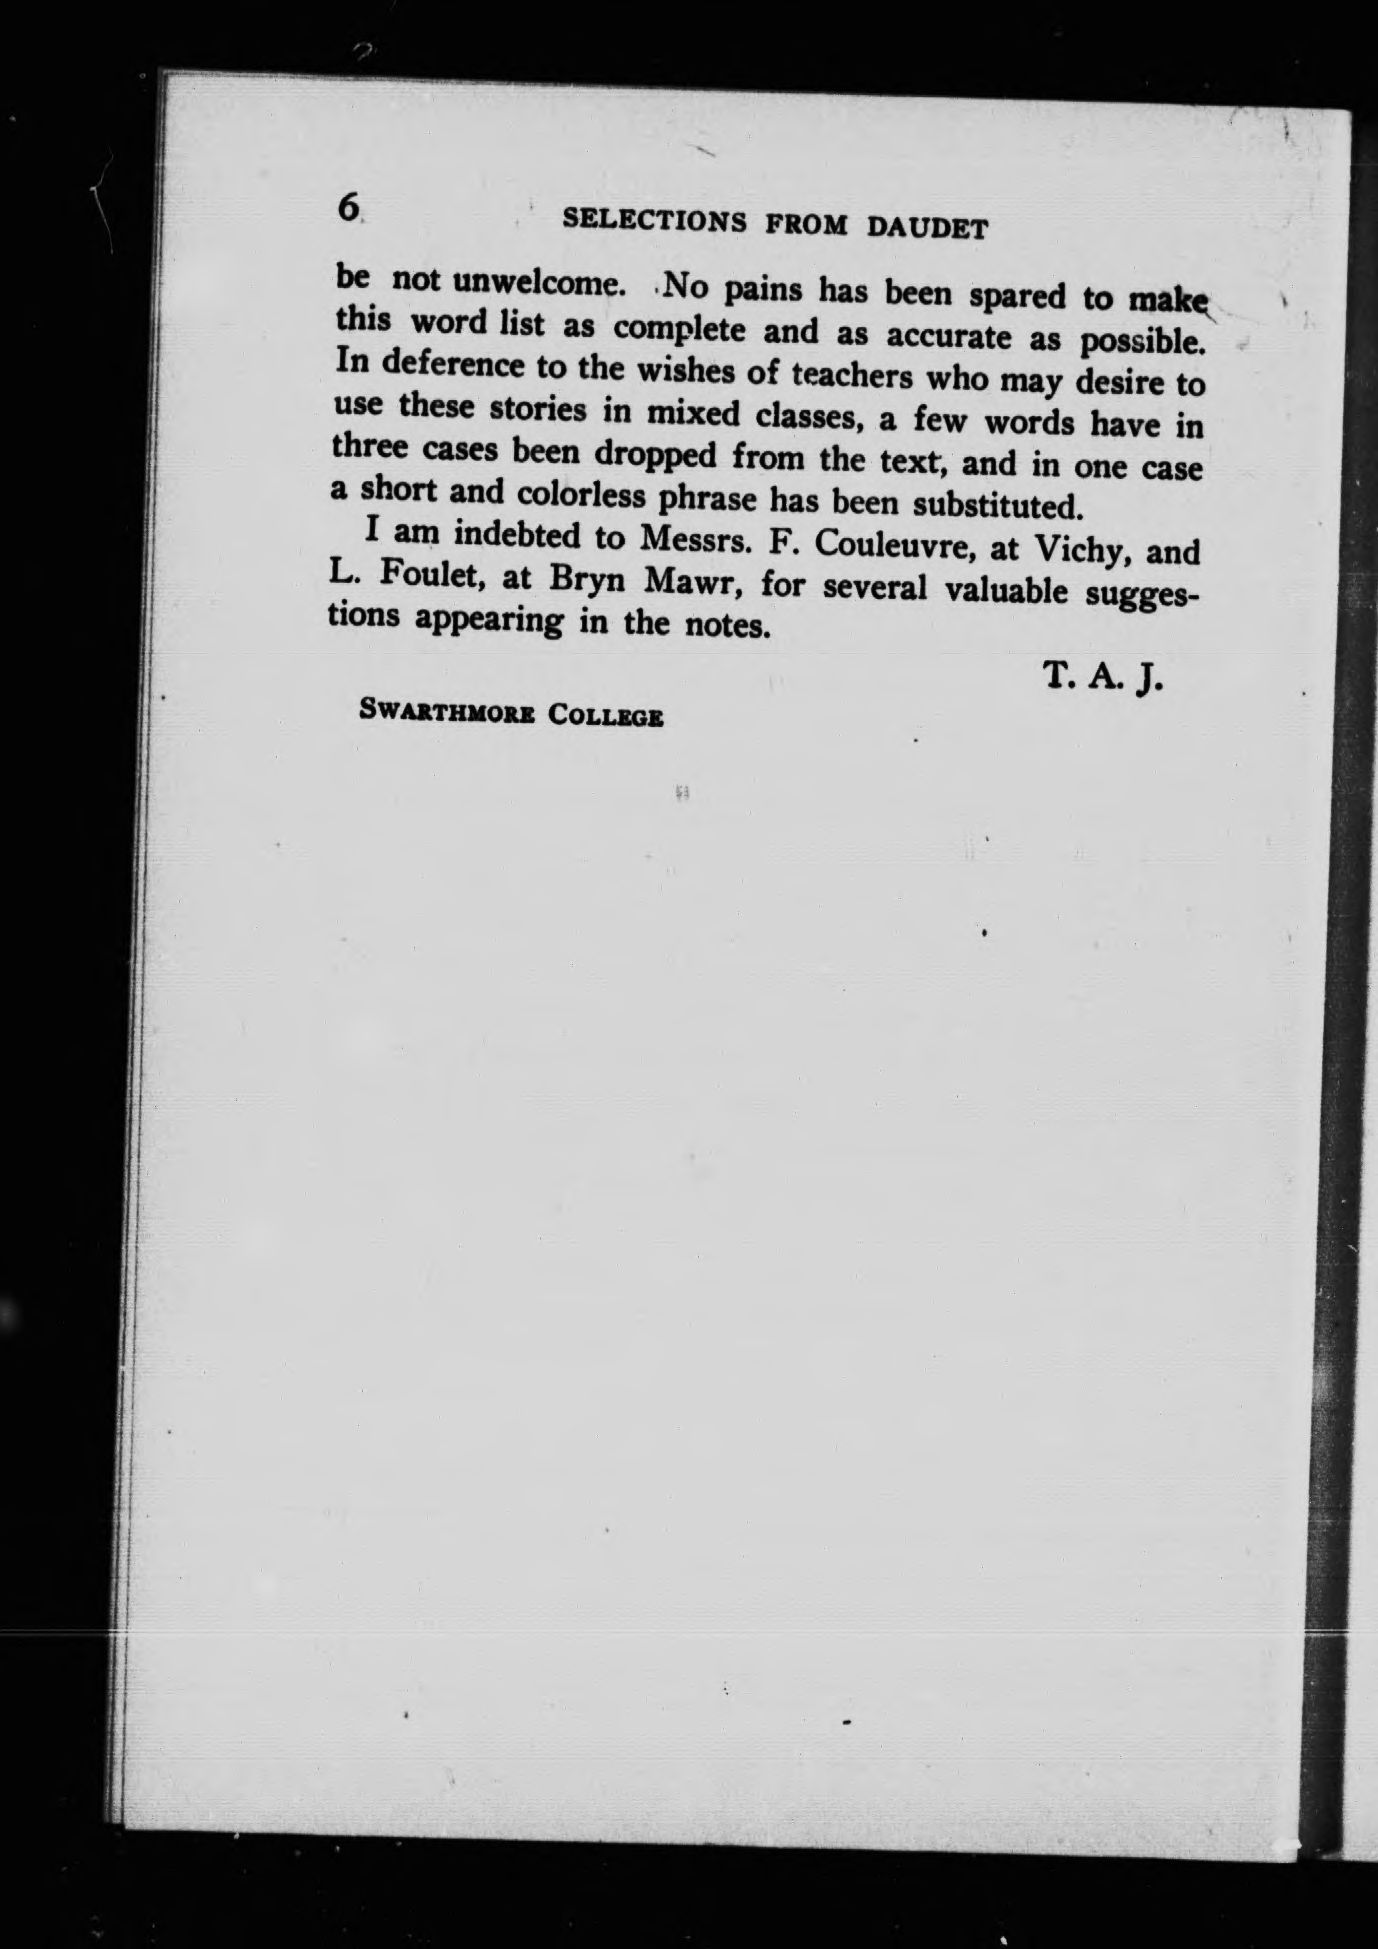 6
SELECTIONS FROM DAUDET
be not unwelcome. No pains has been spared to make
this word list as complete and as accurate as possible.
In deference to the wishes of teachers who may desire to
use these stories in mixed classes, a few words have in
three cases been dropped from the text, and in one case
a short and colorless phrase has been substituted.
I am indebted to Messrs. F. Couleuvre, at Vichy, and
L. Foulet, at Bryn Mawr, for several valuable sugges-
tions appearing in the notes.
T. A. J.
SWARTHMORE COLLEGE